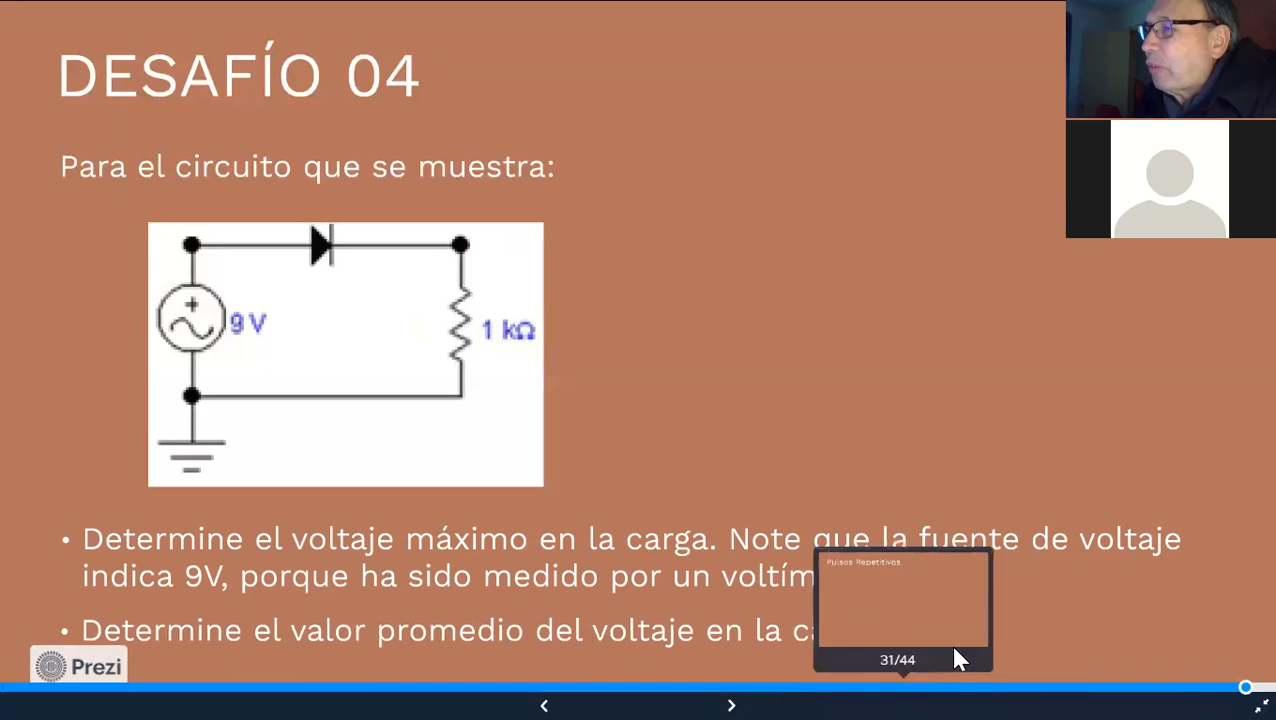 DESAFÍO 04
Para el circuito que se muestra:
9 V
1 kΩ
• Determine el voltaje máximo en la carga. Note que la fuente de voltaje
indica 9V, porque ha sido medido por un
• Determine el valor promedio del voltaje en la
Pulsos Repetitivos
31/44
Prezi